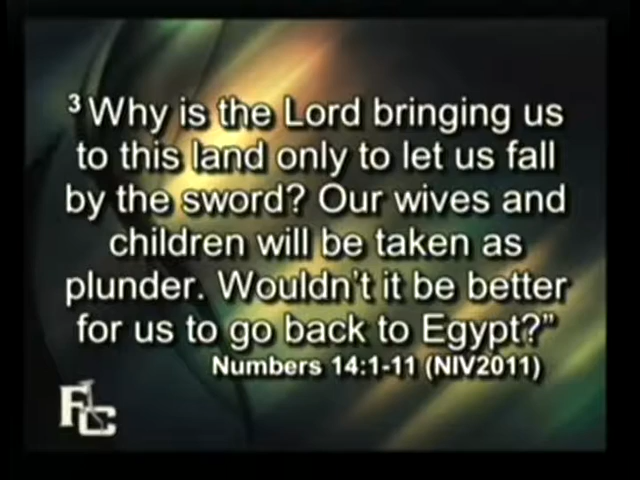 3 Why is the Lord bringing us
to this land only to let us fall
by the sword? Our wives and
children will be taken as
plunder. Wouldn't it be better
for us to go back to Egypt?"
Numbers 14:1-11 (NIV2011)
FLC